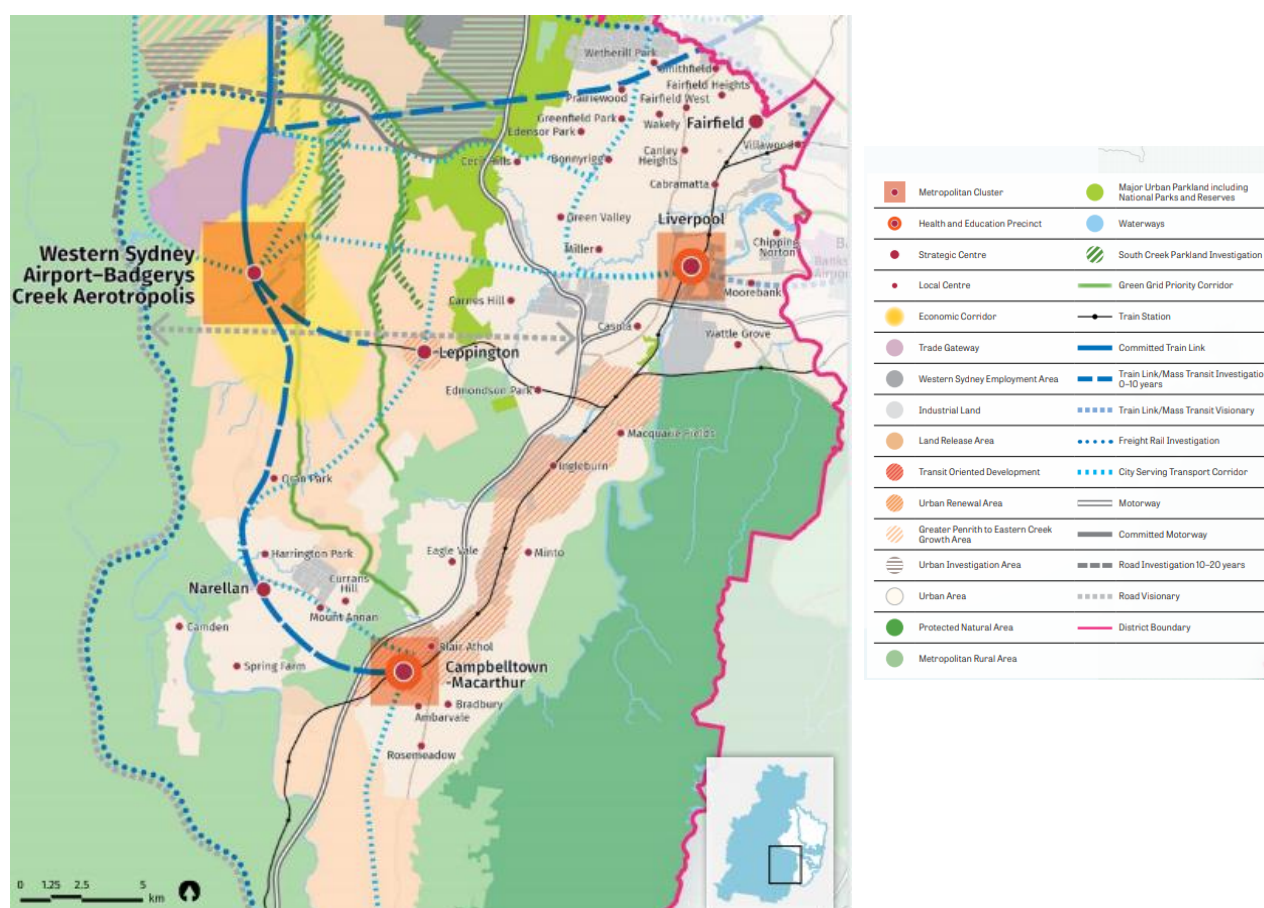 Wetherill Park
Smithfield
Fairfield Heights
Prairiewood
Fairfield West
Greenfield Park
Wakely
Fairfield
Edensor Park
Canley
Heights
Villawood
Cecil Hills
Bonnyrigg
Cabramatta
Green Valley
Liverpool
Miller
Chipping
Norton
Western Sydney
Airport–Badgerys
Creek Aerotropolis
Moorebank
Carnes Hill
Casula
Wattle Grove
Leppington
Edmondson Park
Macquarie Fields
Ingleburn
Oran Park
Harrington Park
Eagle Vale
Minto
Currans
Hill
Narellan
Mount Annan
Camden
Blair Athol
Spring Farm
Campbelltown
-Macarthur
Bradbury
Ambarvale
Rosemeadow
0 1.25 2.5 5
km
Metropolitan Cluster
Health and Education Precinct
Strategic Centre
Local Centre
Economic Corridor
Trade Gateway
Western Sydney Employment Area
Industrial Land
Land Release Area
Transit Oriented Development
Urban Renewal Area
Greater Penrith to Eastern Creek
Growth Area
Urban Investigation Area
Urban Area
Protected Natural Area
Metropolitan Rural Area
Major Urban Parkland including
National Parks and Reserves
Waterways
South Creek Parkland Investigation
Green Grid Priority Corridor
Train Station
Committed Train Link
Train Link/Mass Transit Investigatio
0–10 years
Train Link/Mass Transit Visionary
Freight Rail Investigation
City Serving Transport Corridor
Motorway
Committed Motorway
Road Investigation 10–20 years
Road Visionary
District Boundary